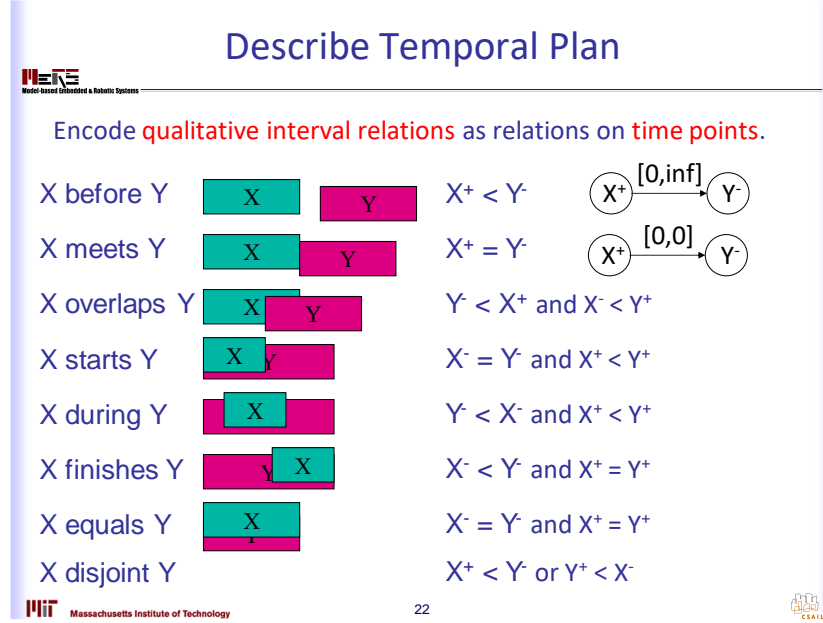 Describe Temporal Plan
MERS
Model-based Embedded & Robotic Systems
Encode qualitative interval relations as relations on time points.
X before Y X Y X⁺ < Y⁻ X⁺ [0,inf] Y⁻
X meets Y X Y X⁺ = Y⁻ X⁺ [0,0] Y⁻
X overlaps Y X Y Y⁻ < X⁺ and X⁻ < Y⁺
X starts Y X Y X⁻ = Y⁻ and X⁺ < Y⁺
X during Y X Y⁻ < X⁻ and X⁺ < Y⁺
X finishes Y Y X X⁻ < Y⁻ and X⁺ = Y⁺
X equals Y X Y X⁻ = Y⁻ and X⁺ = Y⁺
X disjoint Y X⁺ < Y⁻ or Y⁺ < X⁻
MIT Massachusetts Institute of Technology 22 CSAIL